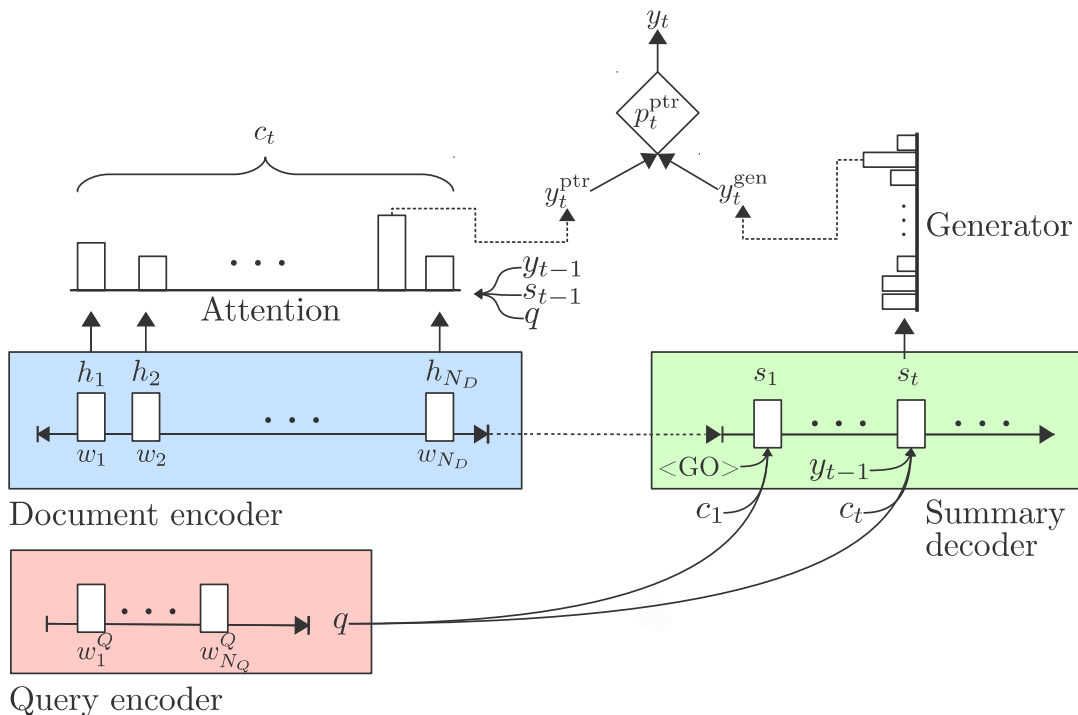 y_t
p_t^ptr
c_t
y_t^ptr
y_t^gen
Generator
. . .
y_{t−1}
s_{t−1}
q
Attention
h_1 h_2 h_{N_D}
s_1 s_t
. . .
. . . . . .
w_1 w_2 w_{N_D}
<GO> y_{t−1}
c_1 c_t
Document encoder
Summary
decoder
. . .
q
w_1^Q w_{N_Q}^Q
Query encoder